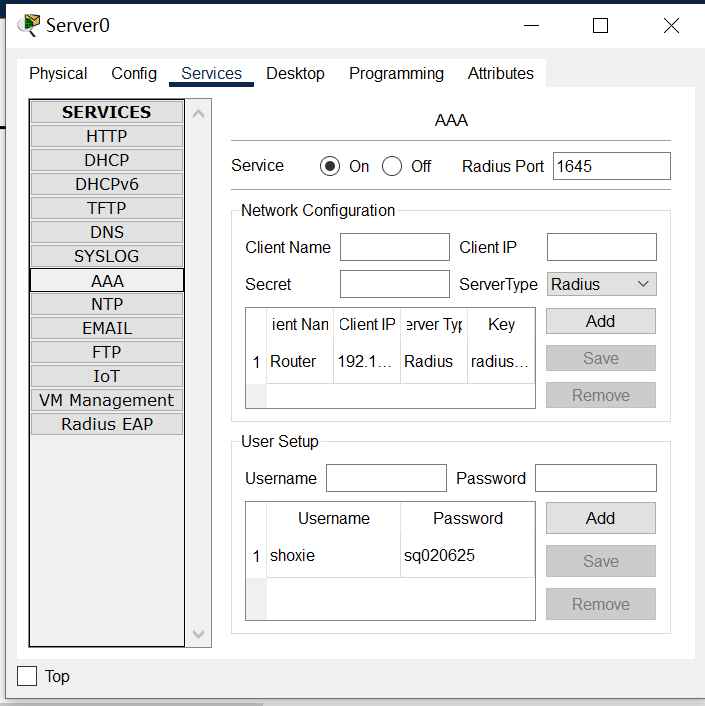 Server0
Physical Config Services Desktop Programming Attributes
SERVICES
HTTP
DHCP
DHCPv6
TFTP
DNS
SYSLOG
AAA
NTP
EMAIL
FTP
IoT
VM Management
Radius EAP
AAA
Service On Off Radius Port 1645
Network Configuration
Client Name Client IP
Secret ServerType Radius
ient Nan Client IP erver Typ Key
1 Router 192.1... Radius radius...
Add
Save
Remove
User Setup
Username Password
Username Password
1 shoxie sq020625
Add
Save
Remove
Top